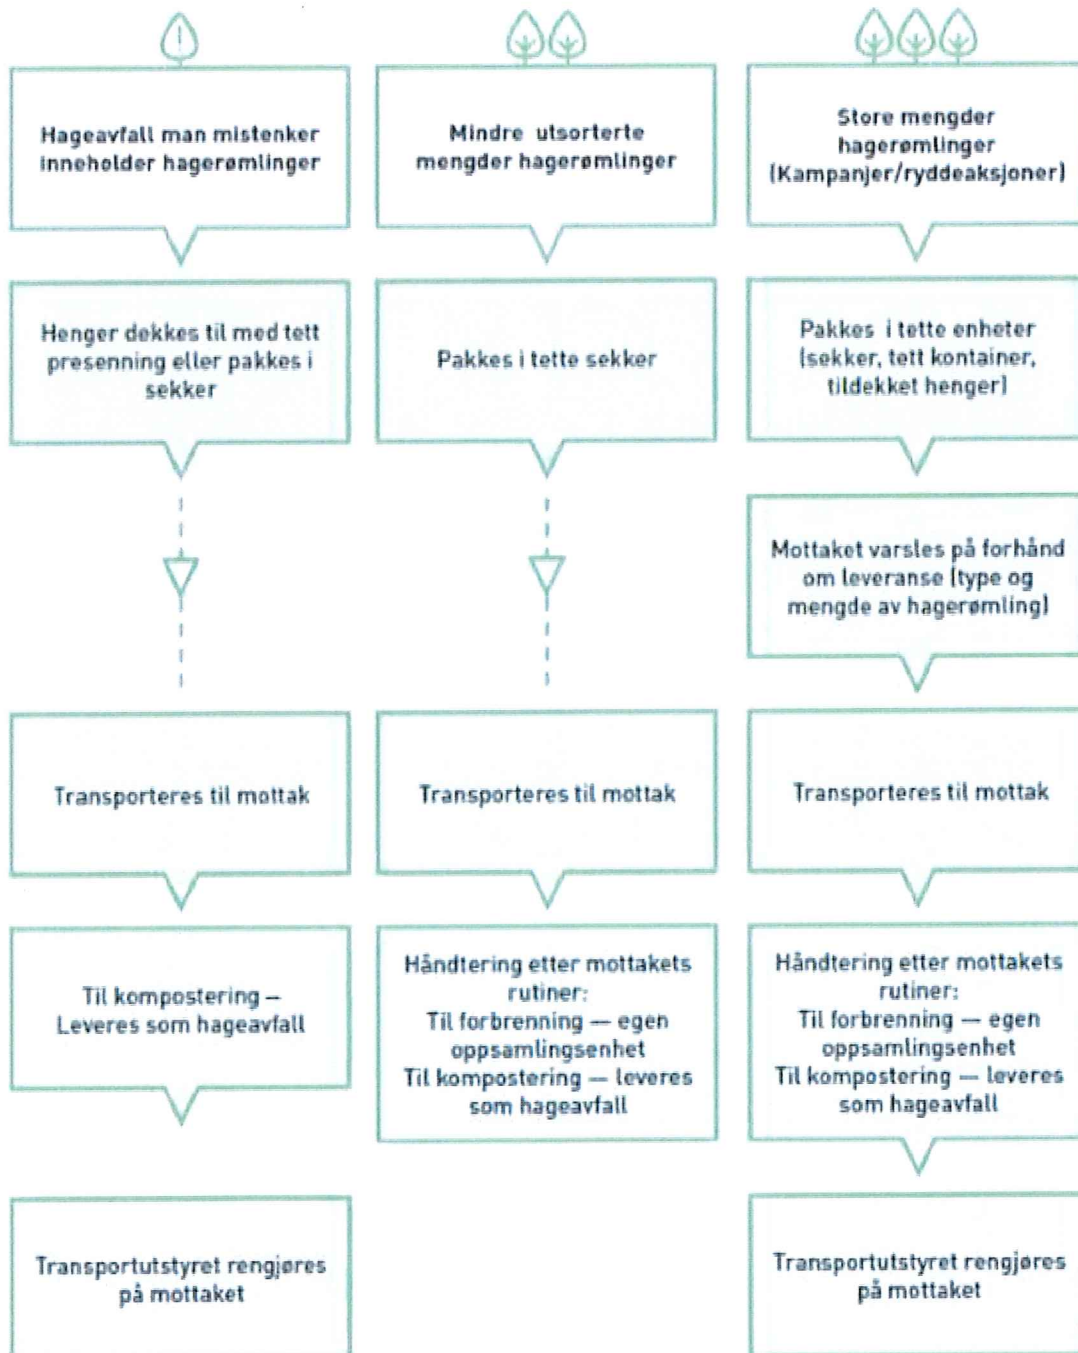 Hageavfall man mistenker
inneholder hagerømlinger
Henger dekkes til med tett
presenning eller pakkes i
sekker
Transporteres til mottak
Til kompostering —
Leveres som hageavfall
Transportutstyret rengjøres
på mottaket
Mindre utsorterte
mengder hagerømlinger
Pakkes i tette sekker
Transporteres til mottak
Håndtering etter mottakets
rutiner:
Til forbrenning — egen
oppsamlingsenhet
Til kompostering — leveres
som hageavfall
Store mengder
hagerømlinger
(Kampanjer/ryddeaksjoner)
Pakkes i tette enheter
(sekker, tett kontainer,
tildekket henger)
Mottaket varsles på forhånd
om leveranse (type og
mengde av hagerømling)
Transporteres til mottak
Håndtering etter mottakets
rutiner:
Til forbrenning — egen
oppsamlingsenhet
Til kompostering — leveres
som hageavfall
Transportutstyret rengjøres
på mottaket